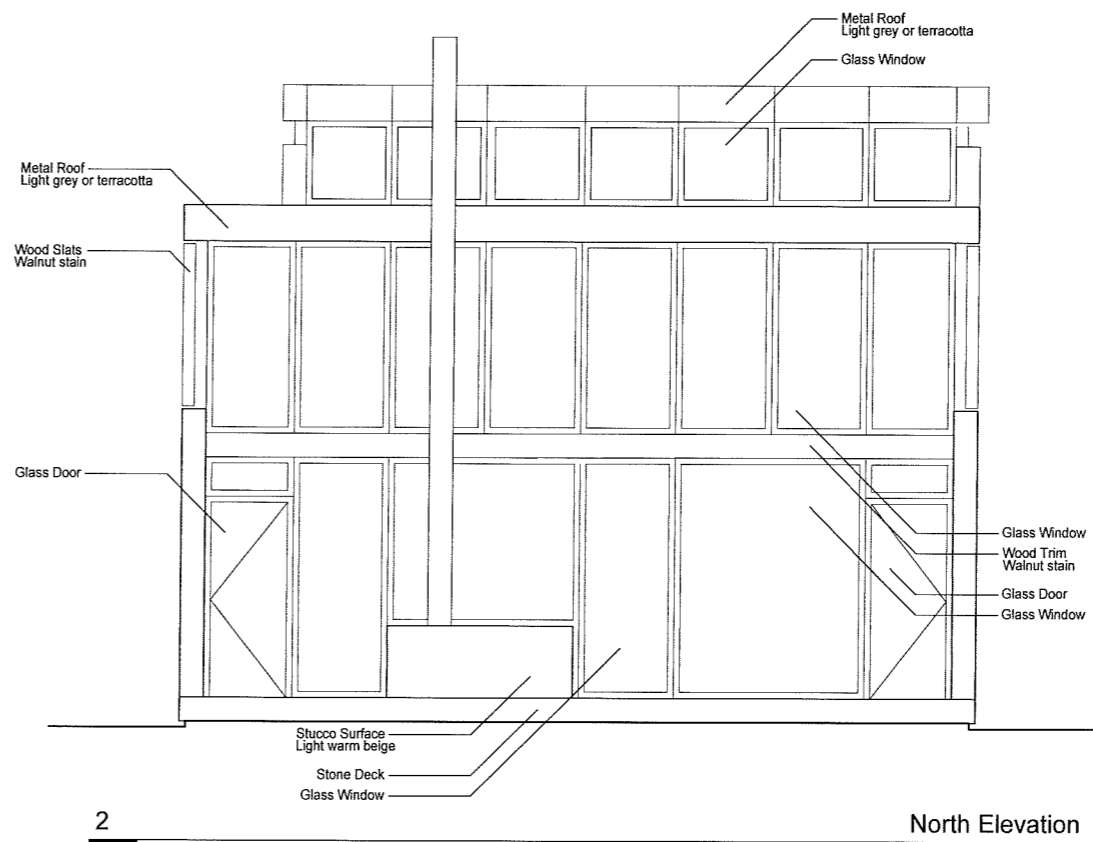 Metal Roof
Light grey or terracotta
Glass Window
Metal Roof
Light grey or terracotta
Wood Slats
Walnut stain
Glass Door
Glass Window
Wood Trim
Walnut stain
Glass Door
Glass Window
Stucco Surface
Light warm beige
Stone Deck
Glass Window
2
North Elevation